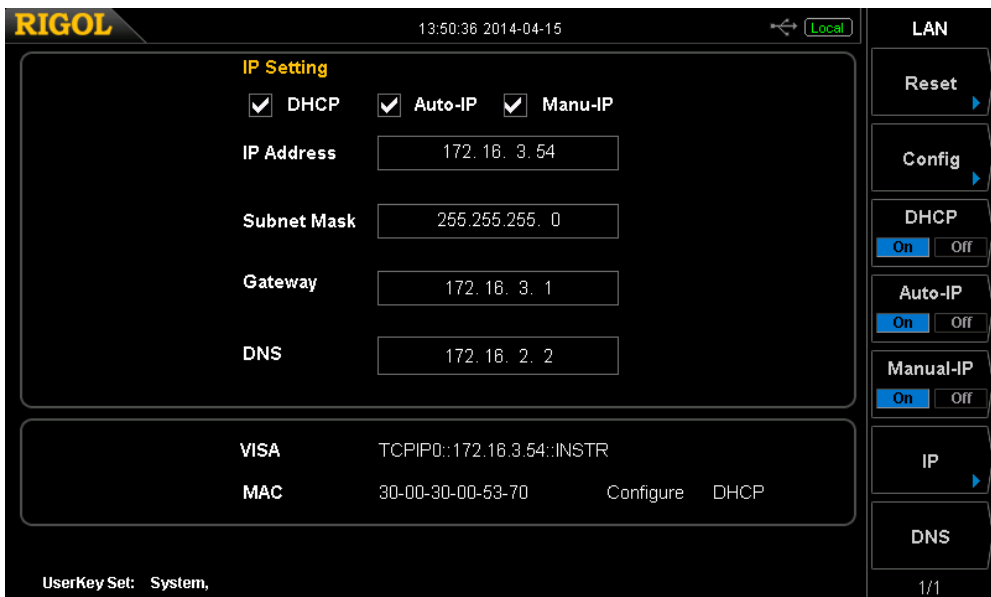 RIGOL 13:50:36 2014-04-15 Local
IP Setting
DHCP Auto-IP Manu-IP
IP Address 172. 16. 3. 54
Subnet Mask 255.255.255. 0
Gateway 172. 16. 3. 1
DNS 172. 16. 2. 2
VISA TCPIP0::172.16.3.54::INSTR
MAC 30-00-30-00-53-70 Configure DHCP
UserKey Set: System,
LAN
Reset
Config
DHCP
On Off
Auto-IP
On Off
Manual-IP
On Off
IP
DNS
1/1